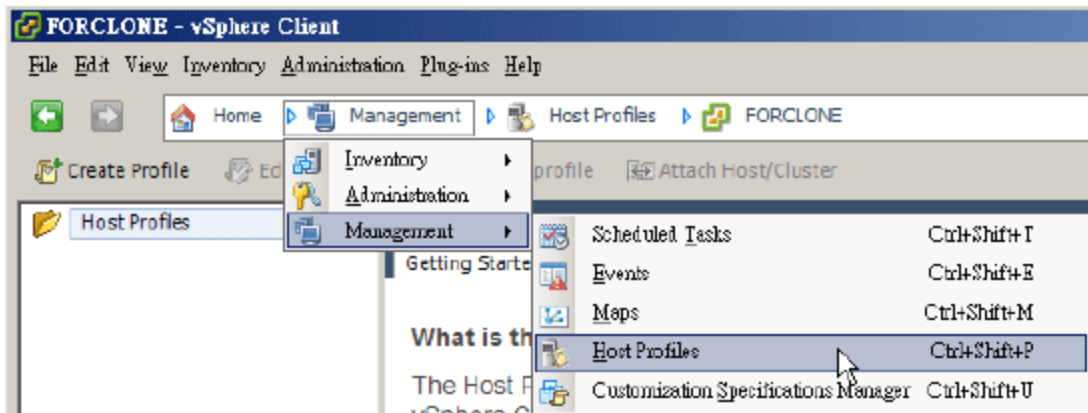 FORCLONE - vSphere Client
File Edit View Inventory Administration Plug-ins Help
Home Management Host Profiles FORCLONE
Create Profile Ed profile Attach Host/Cluster
Inventory
Administration
Host Profiles Management
Scheduled Tasks Ctrl+Shift+T
Getting Starte
Events Ctrl+Shift+E
Maps Ctrl+Shift+M
What is th
Host Profiles Ctrl+Shift+P
The Host P
Customization Specifications Manager Ctrl+Shift+U